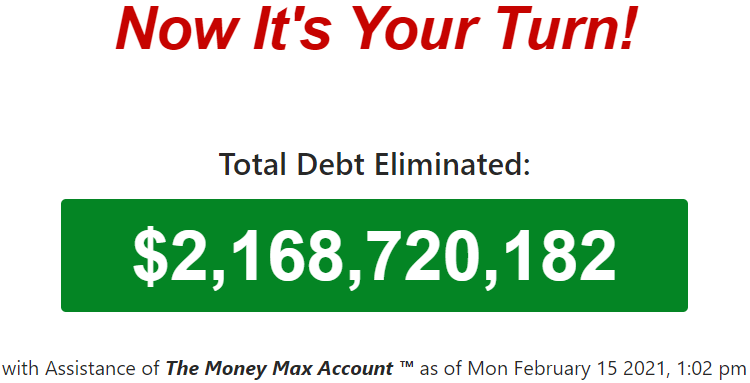 Now It's Your Turn!
Total Debt Eliminated:
$2,168,720,182
with Assistance of The Money Max Account ™ as of Mon February 15 2021, 1:02 pm